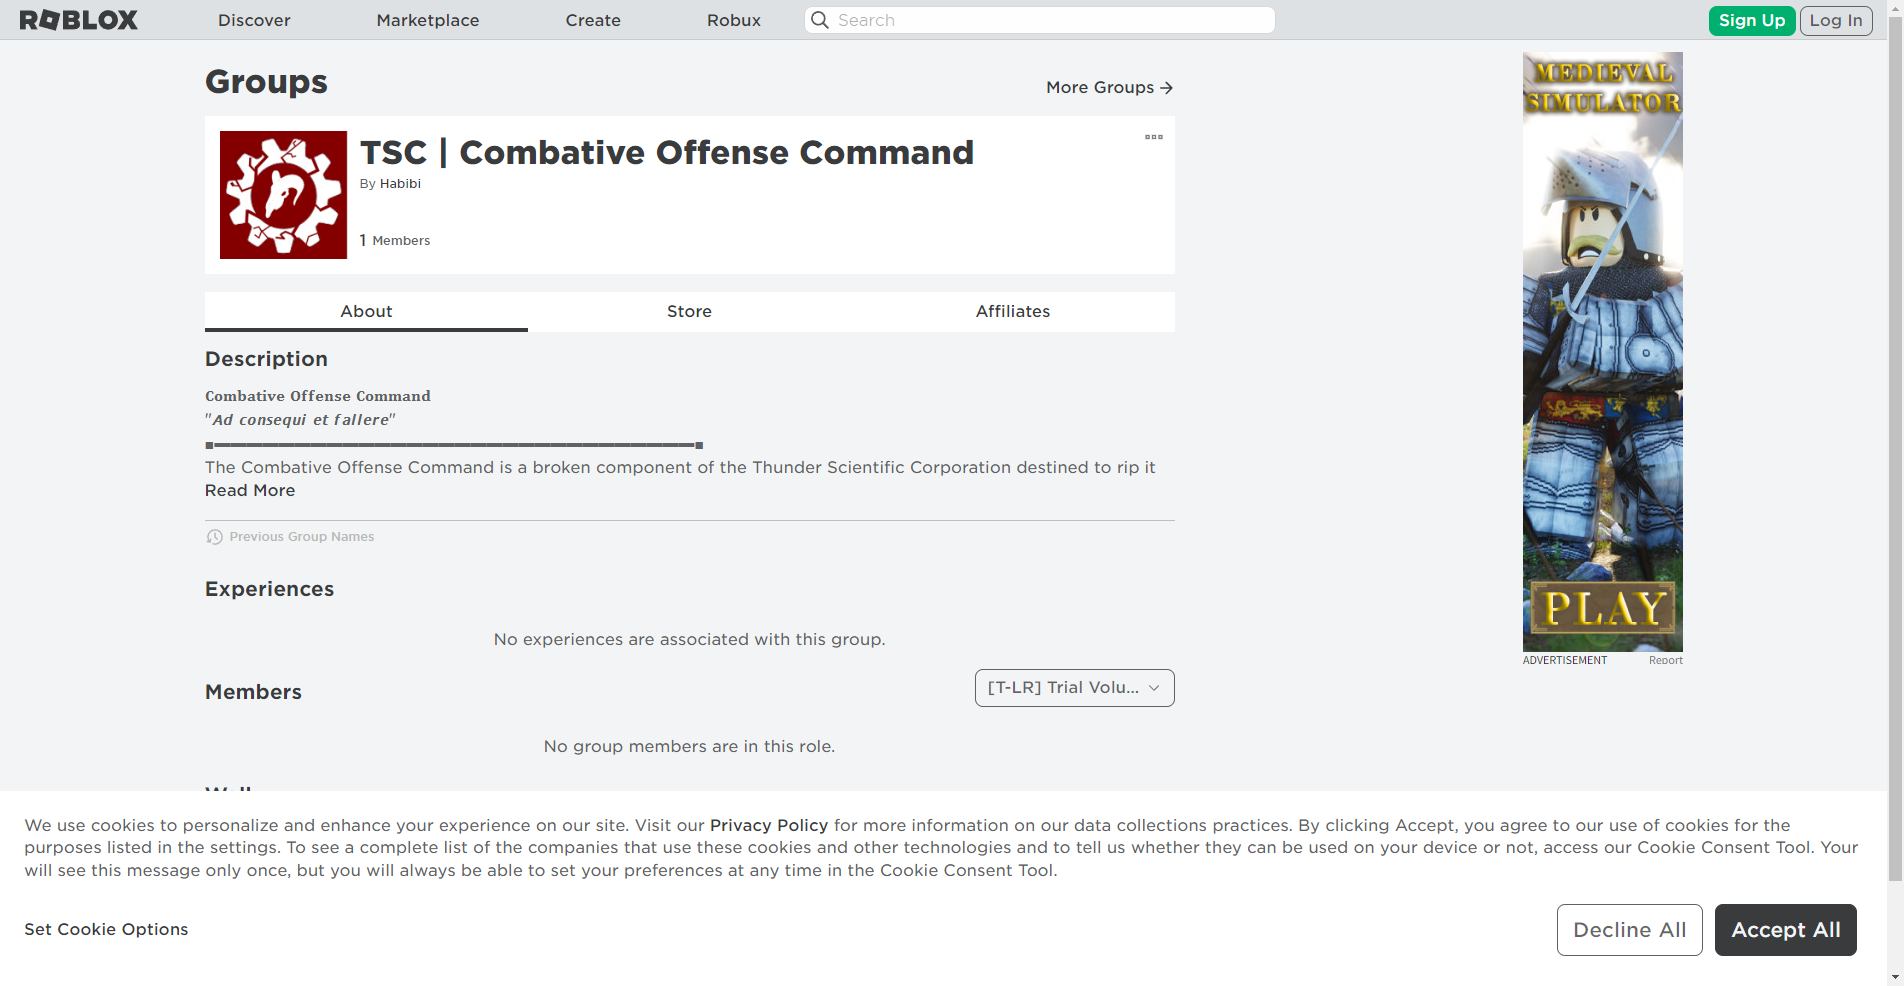 ROBLOX
Discover
Marketplace
Create
Robux
Search
Sign Up
Log In
Groups
More Groups
TSC | Combative Offense Command
By Habibi
1 Members
About
Store
Affiliates
Description
Combative Offense Command
"Ad consequi et fallere"
The Combative Offense Command is a broken component of the Thunder Scientific Corporation destined to rip it
Read More
Previous Group Names
Experiences
No experiences are associated with this group.
Members
[T-LR] Trial Volu...
No group members are in this role.
MEDIEVAL
SIMULATOR
PLAY
ADVERTISEMENT
Report
We use cookies to personalize and enhance your experience on our site. Visit our Privacy Policy for more information on our data collections practices. By clicking Accept, you agree to our use of cookies for the
purposes listed in the settings. To see a complete list of the companies that use these cookies and other technologies and to tell us whether they can be used on your device or not, access our Cookie Consent Tool. Your
will see this message only once, but you will always be able to set your preferences at any time in the Cookie Consent Tool.
Set Cookie Options
Decline All
Accept All